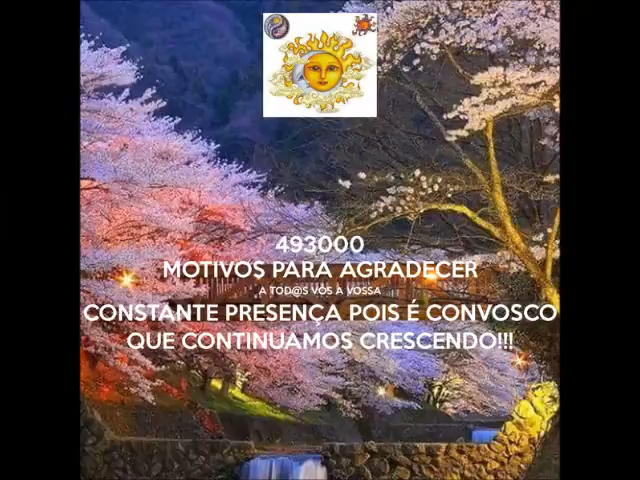 493000
MOTIVOS PARA AGRADECER
A TOD@S VÓS A VOSSA
CONSTANTE PRESENÇA POIS É CONVOSCO
QUE CONTINUAMOS CRESCENDO!!!